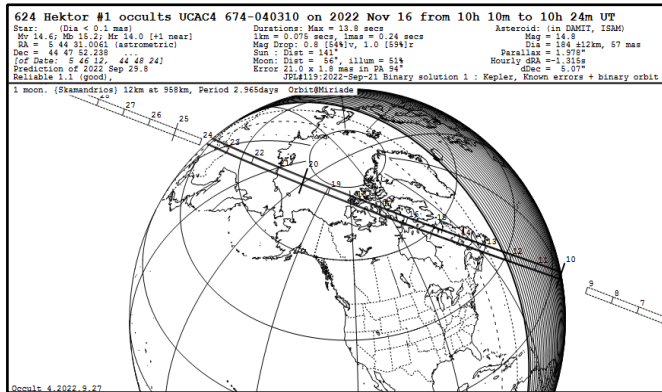 624 Hektor #1 occults UCAC4 674-040310 on 2022 Nov 16 from 10h 10m to 10h 24m UT
Star: (Dia < 0.1 mas) Durations: Max = 13.8 secs Asteroid: (in DAMIT, ISAM)
Mv 14.6; Mb 15.2; Mr 14.0 [+1 near] 1km = 0.075 secs, 1mas = 0.24 secs Mag = 14.8
RA = 5 44 31.0061 (astrometric) Mag Drop: 0.8 [54%]v, 1.0 [59%]r Dia = 184 ±12km, 57 mas
Dec = 44 47 52.238 ... Sun : Dist = 141° Parallax = 1.978"
[of Date: 5 46 12, 44 48 24] Moon: Dist = 56°, illum = 51% Hourly dRA =-1.315s
Prediction of 2022 Sep 29.8 Error 21.0 x 1.8 mas in PA 94° dDec = 5.07"
Reliable 1.1 (good), JPL#119:2022-Sep-21 Binary solution 1 : Kepler, Known errors + binary orbit
1 moon. {Skamandrios} 12km at 958km, Period 2.965days Orbit@Miriade
28 27 26 25 24 23 22 20 19
15 14 13 12 11 10
9 8 7
Occult 4.2022.9.27